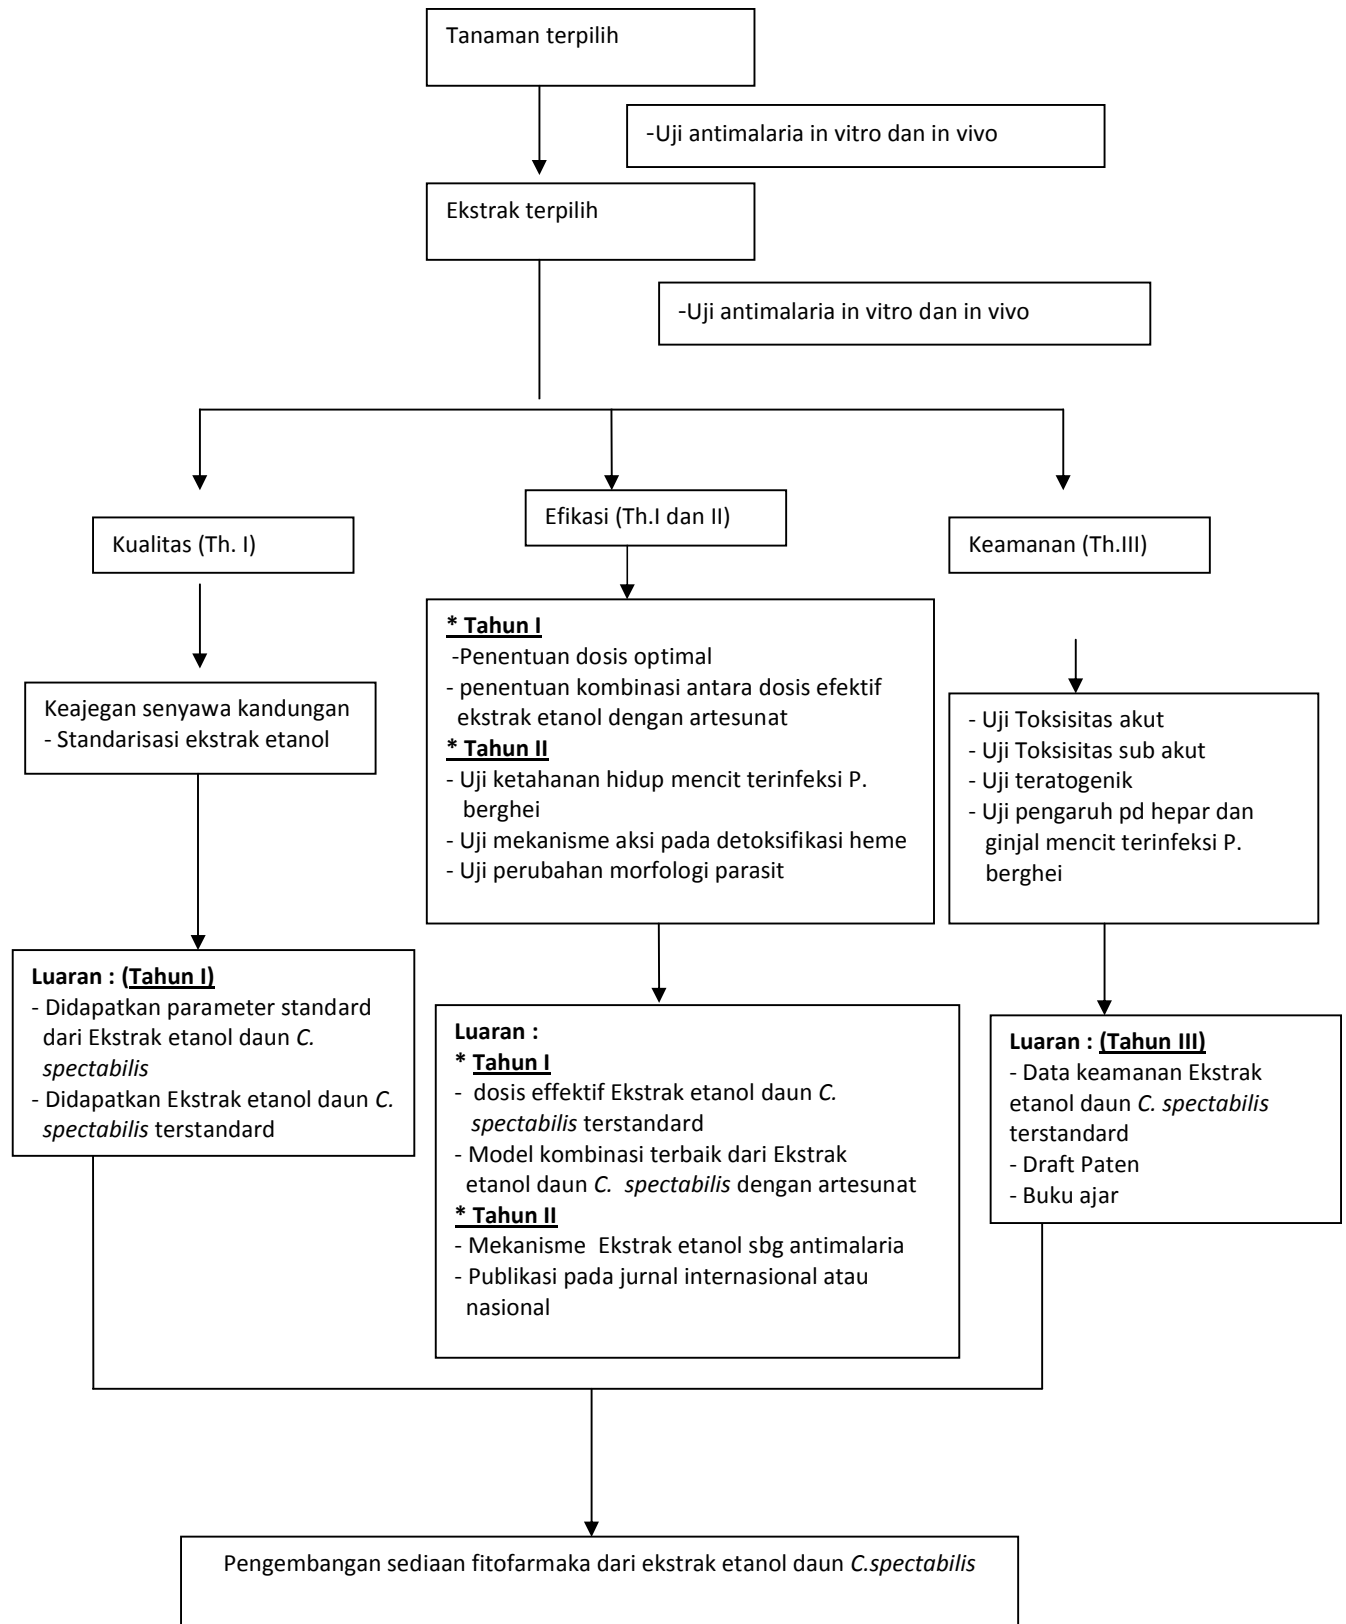 Tanaman terpilih
-Uji antimalaria in vitro dan in vivo
Ekstrak terpilih
-Uji antimalaria in vitro dan in vivo
Kualitas (Th. I)
Efikasi (Th.I dan II)
Keamanan (Th.III)
Keajegan senyawa kandungan
- Standarisasi ekstrak etanol
* Tahun I
-Penentuan dosis optimal
- penentuan kombinasi antara dosis efektif
ekstrak etanol dengan artesunat
* Tahun II
- Uji ketahanan hidup mencit terinfeksi P.
berghei
- Uji mekanisme aksi pada detoksifikasi heme
- Uji perubahan morfologi parasit
- Uji Toksisitas akut
- Uji Toksisitas sub akut
- Uji teratogenik
- Uji pengaruh pd hepar dan
ginjal mencit terinfeksi P.
berghei
Luaran : (Tahun I)
- Didapatkan parameter standard
dari Ekstrak etanol daun C.
spectabilis
- Didapatkan Ekstrak etanol daun C.
spectabilis terstandard
Luaran :
* Tahun I
- dosis effektif Ekstrak etanol daun C.
spectabilis terstandard
- Model kombinasi terbaik dari Ekstrak
etanol daun C. spectabilis dengan artesunat
* Tahun II
- Mekanisme Ekstrak etanol sbg antimalaria
- Publikasi pada jurnal internasional atau
nasional
Luaran : (Tahun III)
- Data keamanan Ekstrak
etanol daun C. spectabilis
terstandard
- Draft Paten
- Buku ajar
Pengembangan sediaan fitofarmaka dari ekstrak etanol daun C.spectabilis